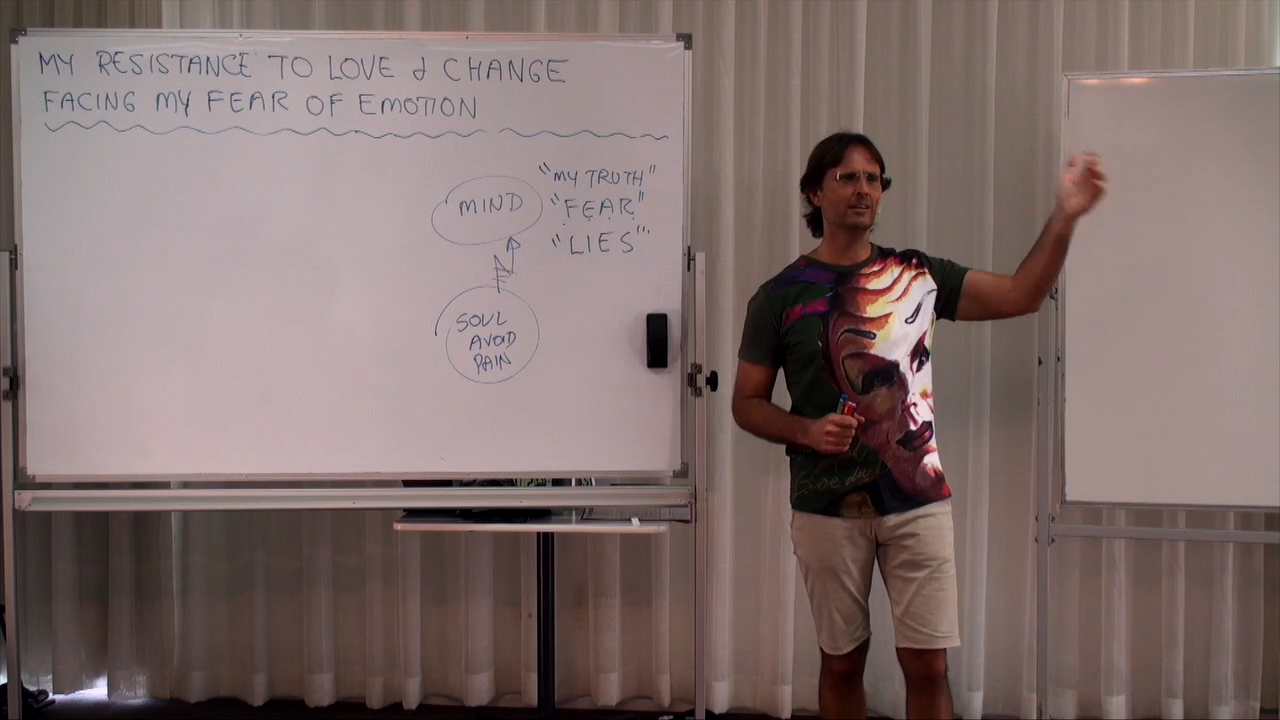 MY RESISTANCE TO LOVE & CHANGE
FACING MY FEAR OF EMOTION
MIND
"MY TRUTH"
"FEAR"
"LIES"
SOUL
AVOID
PAIN